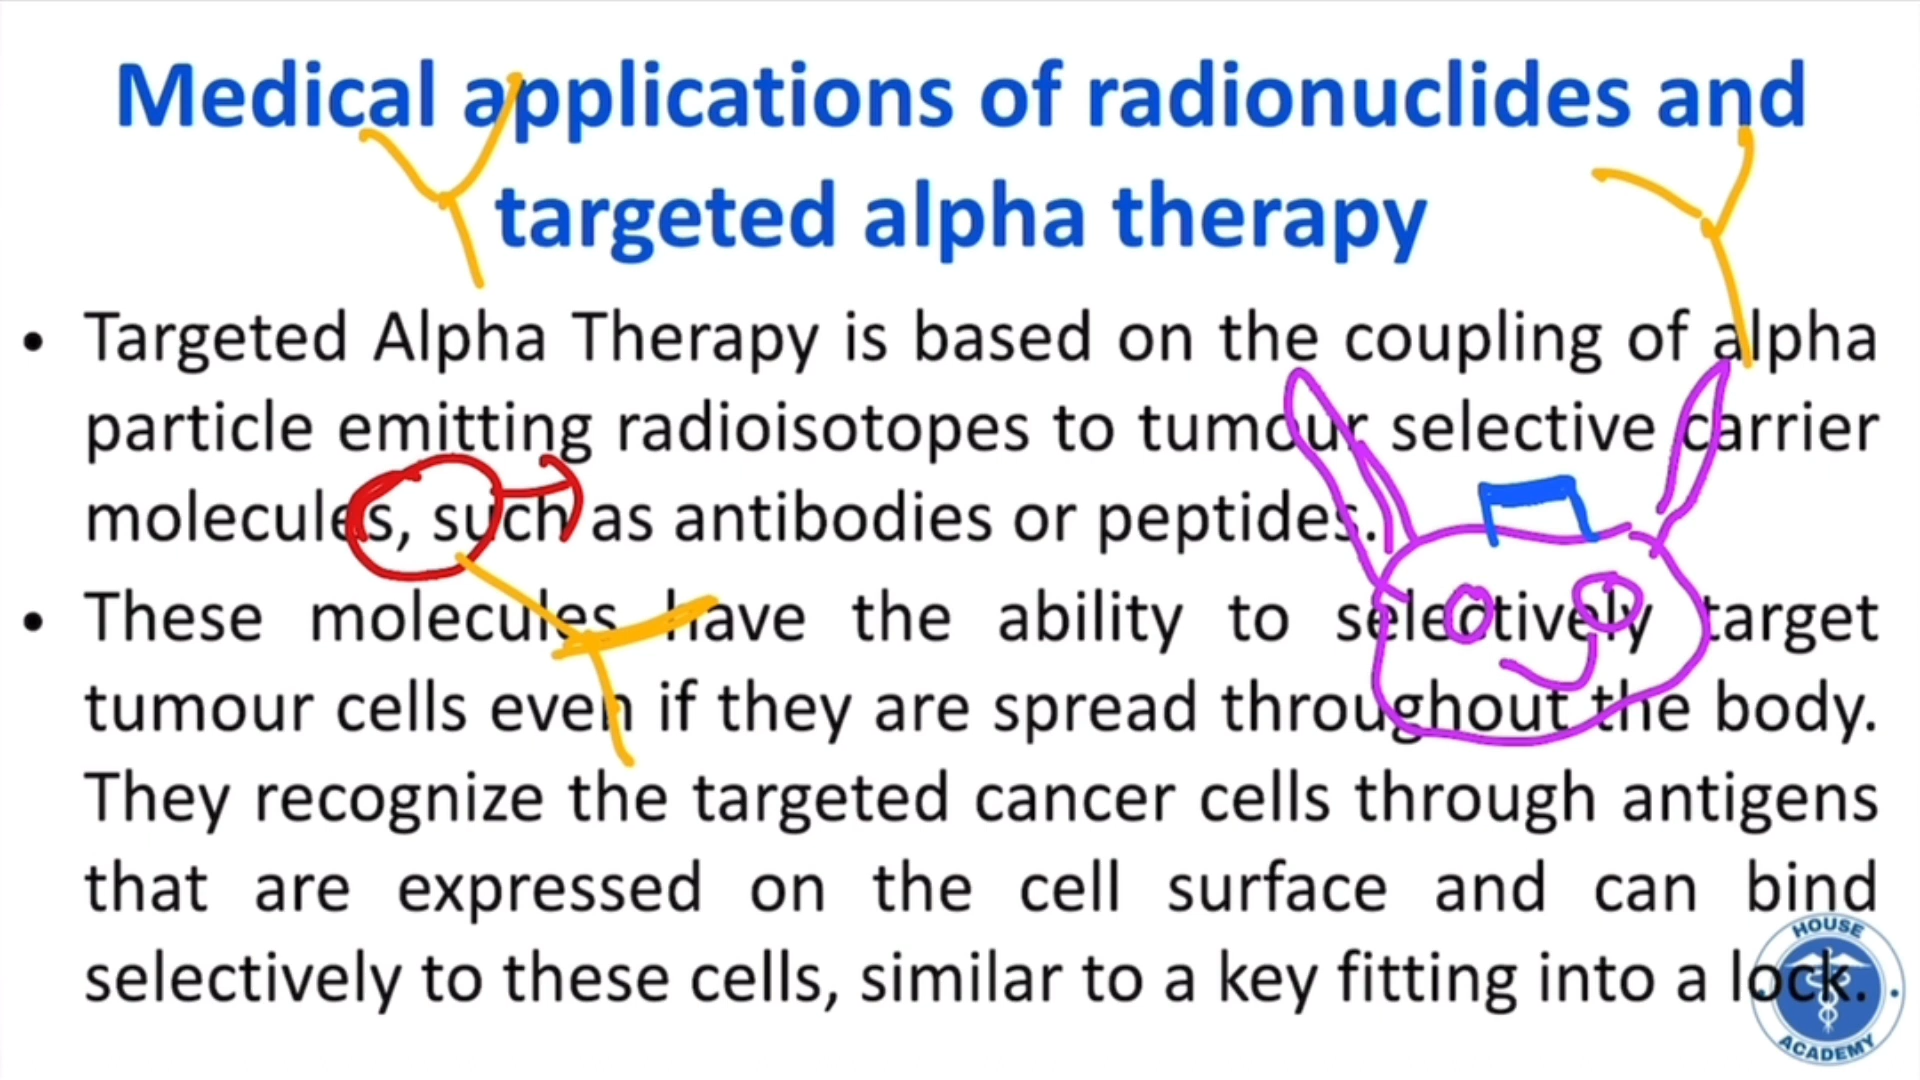 Medical applications of radionuclides and
targeted alpha therapy
• Targeted Alpha Therapy is based on the coupling of alpha
particle emitting radioisotopes to tumour selective carrier
molecules, such as antibodies or peptides.
• These molecules have the ability to selectively target
tumour cells even if they are spread throughout the body.
They recognize the targeted cancer cells through antigens
that are expressed on the cell surface and can bind
selectively to these cells, similar to a key fitting into a lock.
HOUSE
ACADEMY